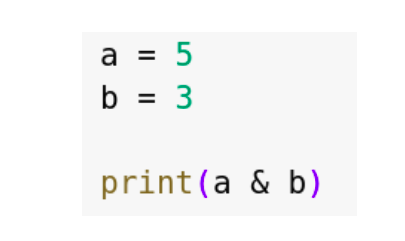 a = 5
b = 3
print(a & b)